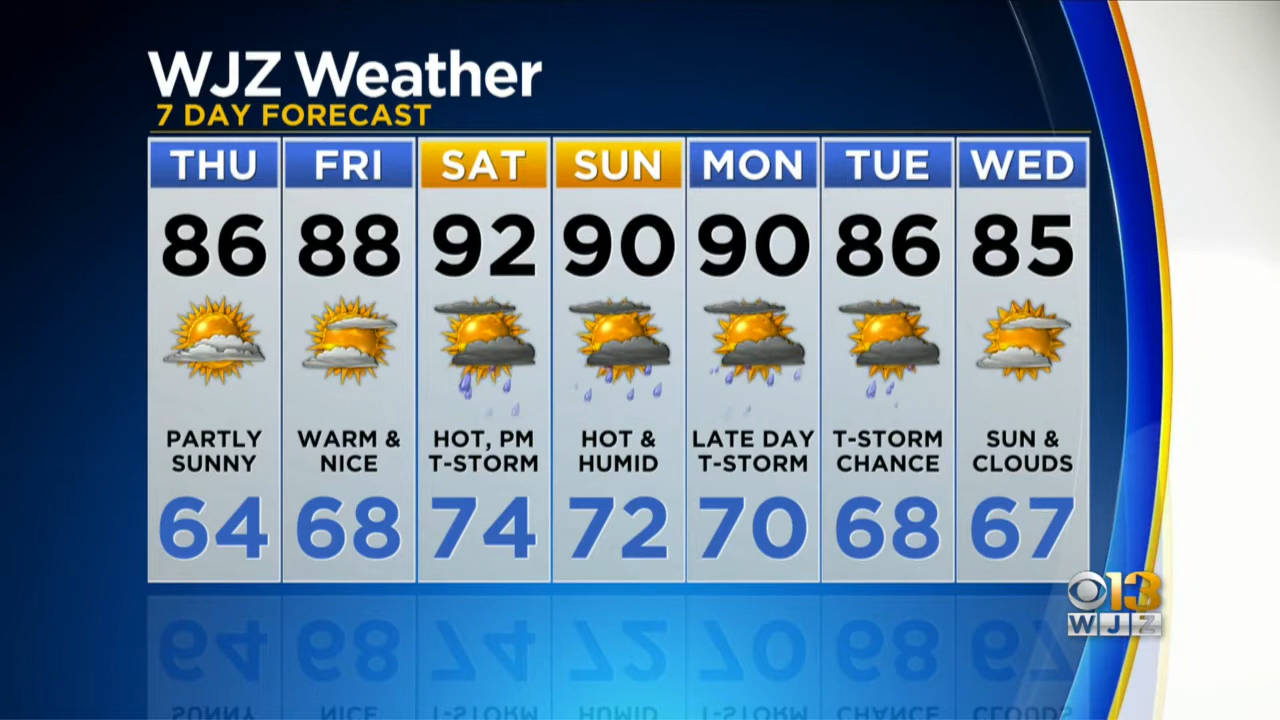 WJZ Weather
7 DAY FORECAST
THU FRI SAT SUN MON TUE WED
86 88 92 90 90 86 85
PARTLY SUNNY
WARM & NICE
HOT, PM T-STORM
HOT & HUMID
LATE DAY T-STORM
T-STORM CHANCE
SUN & CLOUDS
64 68 74 72 70 68 67
13
WJZ